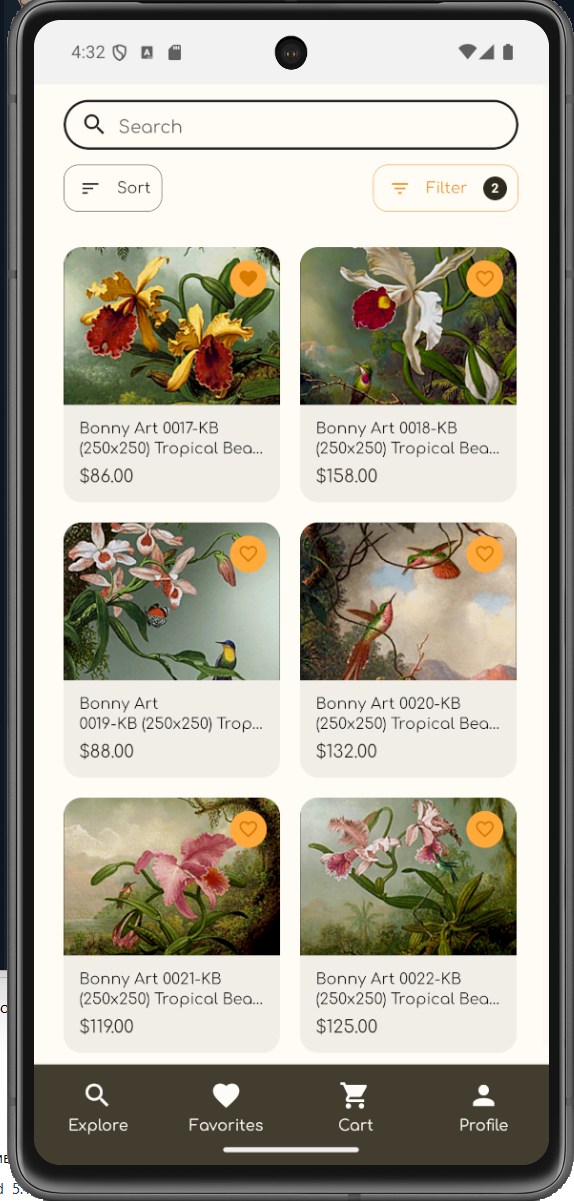 4:32
Search
Sort
Filter 2
Bonny Art 0017-KB
(250x250) Tropical Bea...
$86.00
Bonny Art 0018-KB
(250x250) Tropical Bea...
$158.00
Bonny Art
0019-KB (250x250) Trop...
$88.00
Bonny Art 0020-KB
(250x250) Tropical Bea...
$132.00
Bonny Art 0021-KB
(250x250) Tropical Bea...
$119.00
Bonny Art 0022-KB
(250x250) Tropical Bea...
$125.00
Explore
Favorites
Cart
Profile